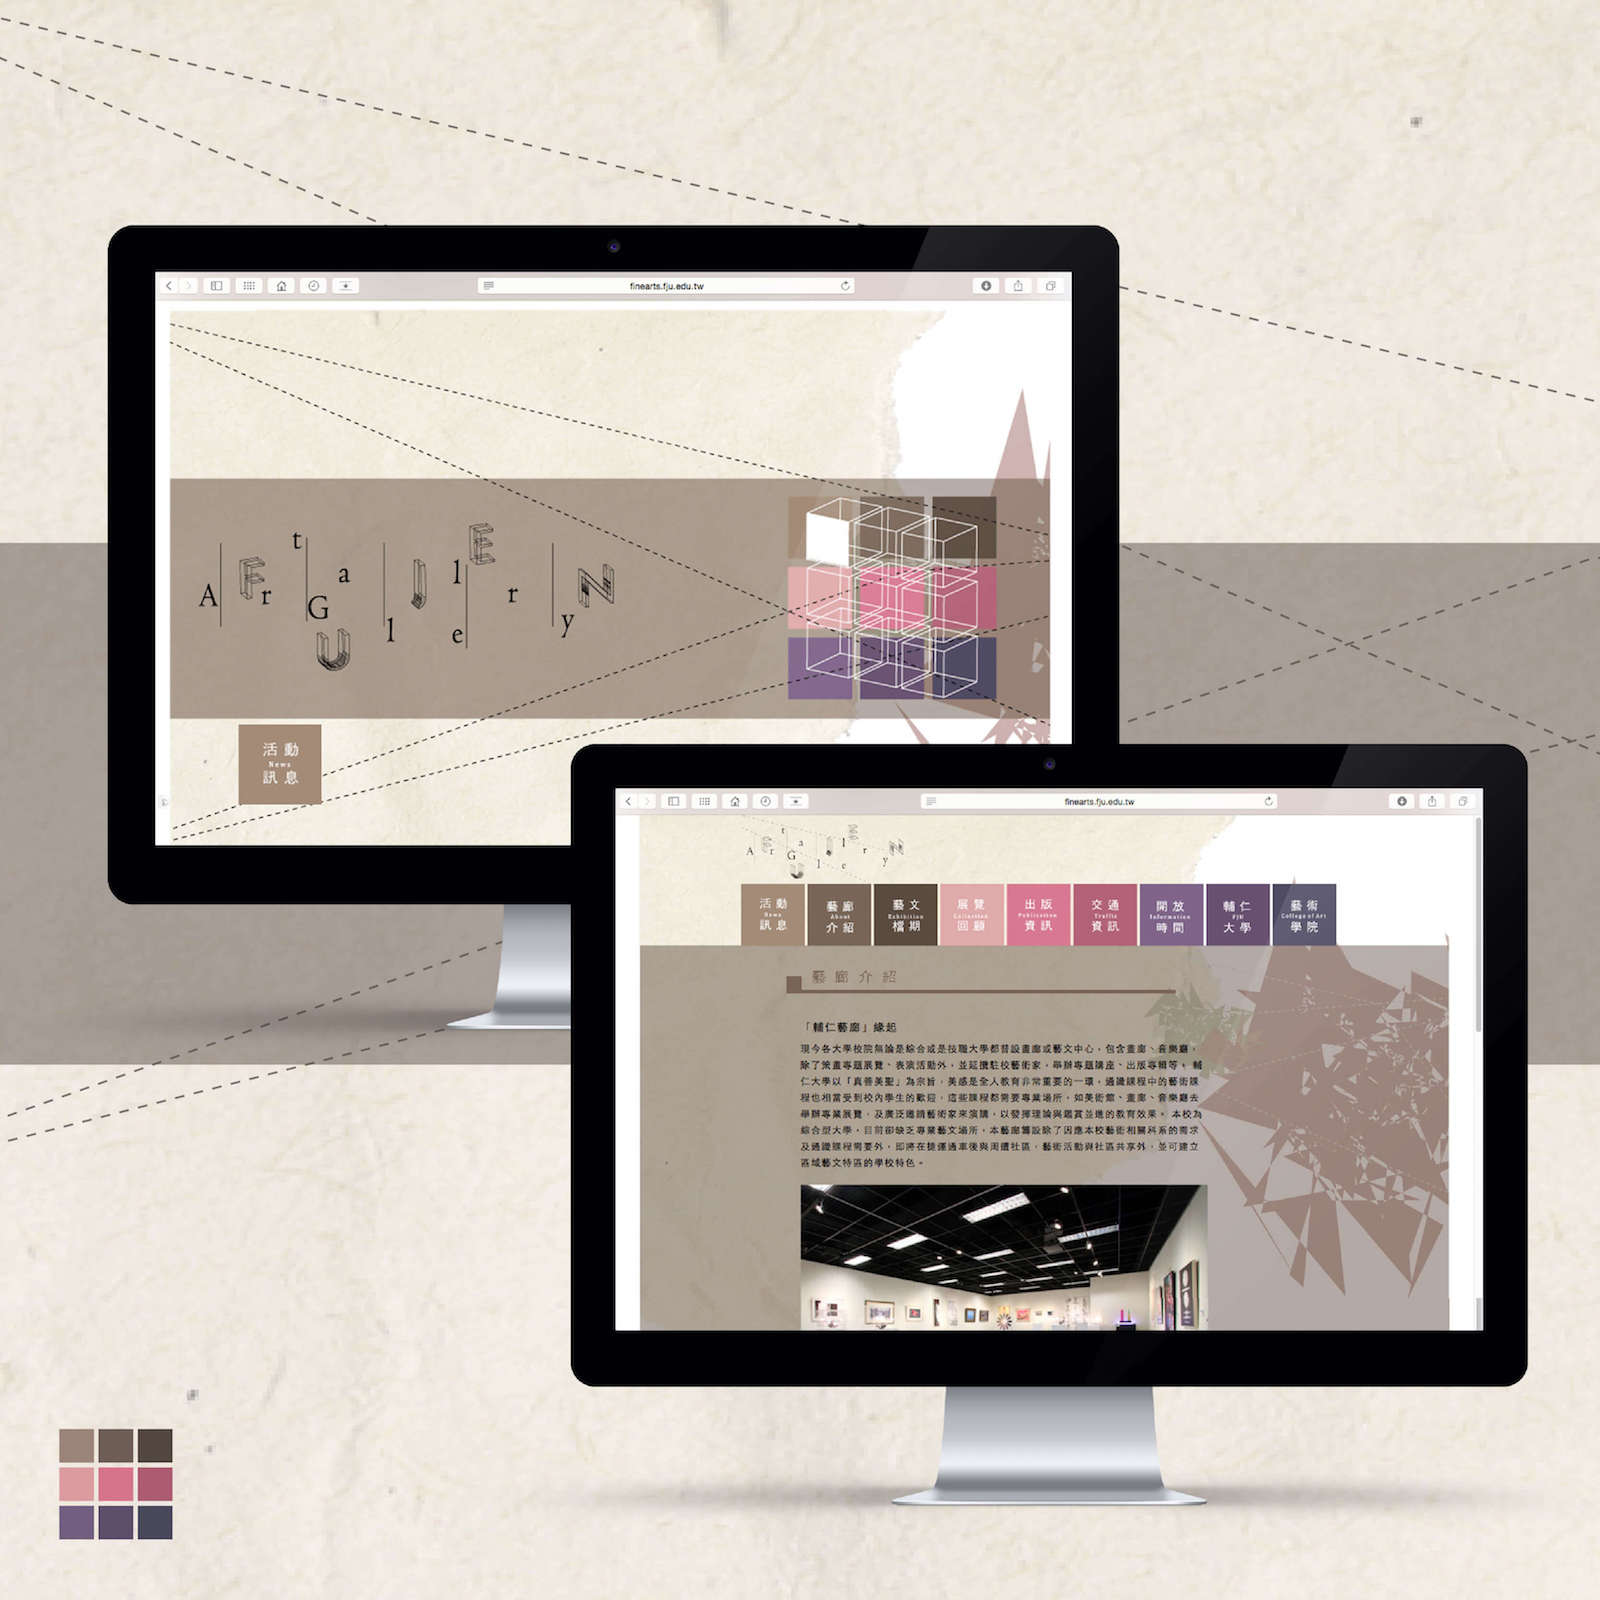 finearts.fju.edu.tw
A F r t G U a l J l e E r y N
活動
News
訊息
finearts.fju.edu.tw
A F r t G U a l J l e E r y N
活動
News
訊息
藝廊
About
介紹
藝文
Exhibition
檔期
展覽
Collection
回顧
出版
Publication
資訊
交通
Traffic
資訊
開放
Information
時間
輔仁
FJU
大學
藝術
College of Art
學院
藝廊介紹
「輔仁藝廊」緣起
現今各大學校院無論是綜合或是技職大學都普設畫廊或藝文中心，包含畫廊、音樂廳，
除了策畫專題展覽、表演活動外，並延攬駐校藝術家，舉辦專題講座、出版專輯等。輔
仁大學以「真善美聖」為宗旨，美感是全人教育非常重要的一環，通識課程中的藝術課
程也相當受到校內學生的歡迎，這些課程都需要專業場所，如美術館、畫廊、音樂廳去
舉辦專業展覽，及廣泛邀請藝術家來演講，以發揮理論與鑑賞並進的教育效果。本校為
綜合型大學，目前卻缺乏專業藝文場所，本藝廊籌設除了因應本校藝術相關科系的需求
及通識課程需要外，即將在捷運通車後與周遭社區，藝術活動與社區共享外，並可建立
區域藝文特區的學校特色。